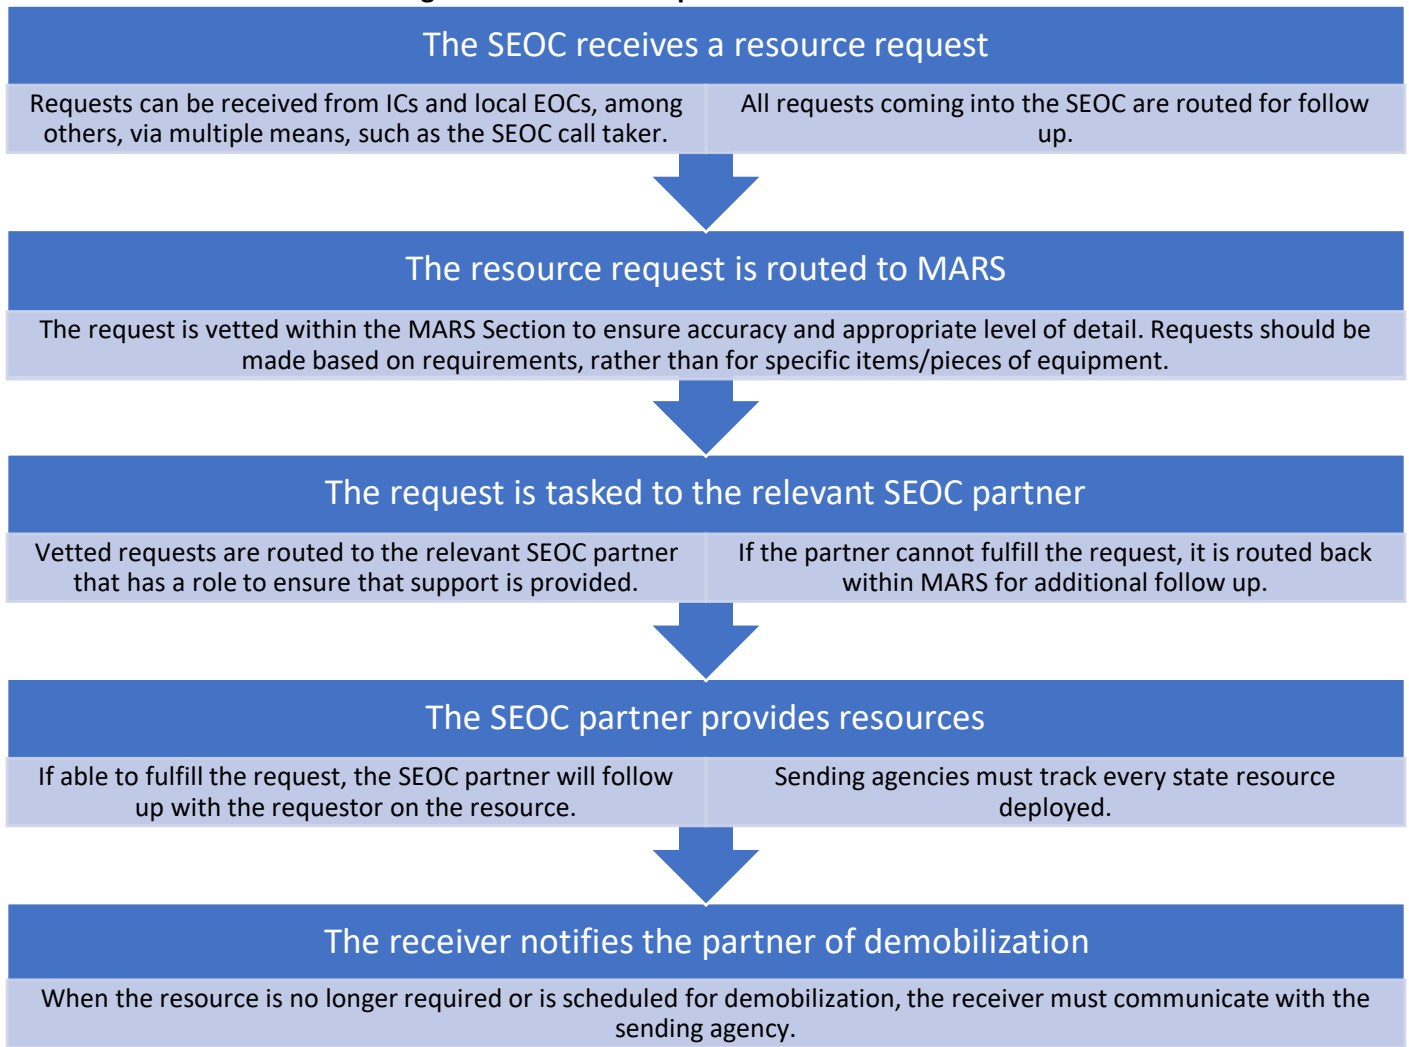 The SEOC receives a resource request
Requests can be received from ICs and local EOCs, among
others, via multiple means, such as the SEOC call taker.
All requests coming into the SEOC are routed for follow
up.
The resource request is routed to MARS
The request is vetted within the MARS Section to ensure accuracy and appropriate level of detail. Requests should be
made based on requirements, rather than for specific items/pieces of equipment.
The request is tasked to the relevant SEOC partner
Vetted requests are routed to the relevant SEOC partner
that has a role to ensure that support is provided.
If the partner cannot fulfill the request, it is routed back
within MARS for additional follow up.
The SEOC partner provides resources
If able to fulfill the request, the SEOC partner will follow
up with the requestor on the resource.
Sending agencies must track every state resource
deployed.
The receiver notifies the partner of demobilization
When the resource is no longer required or is scheduled for demobilization, the receiver must communicate with the
sending agency.